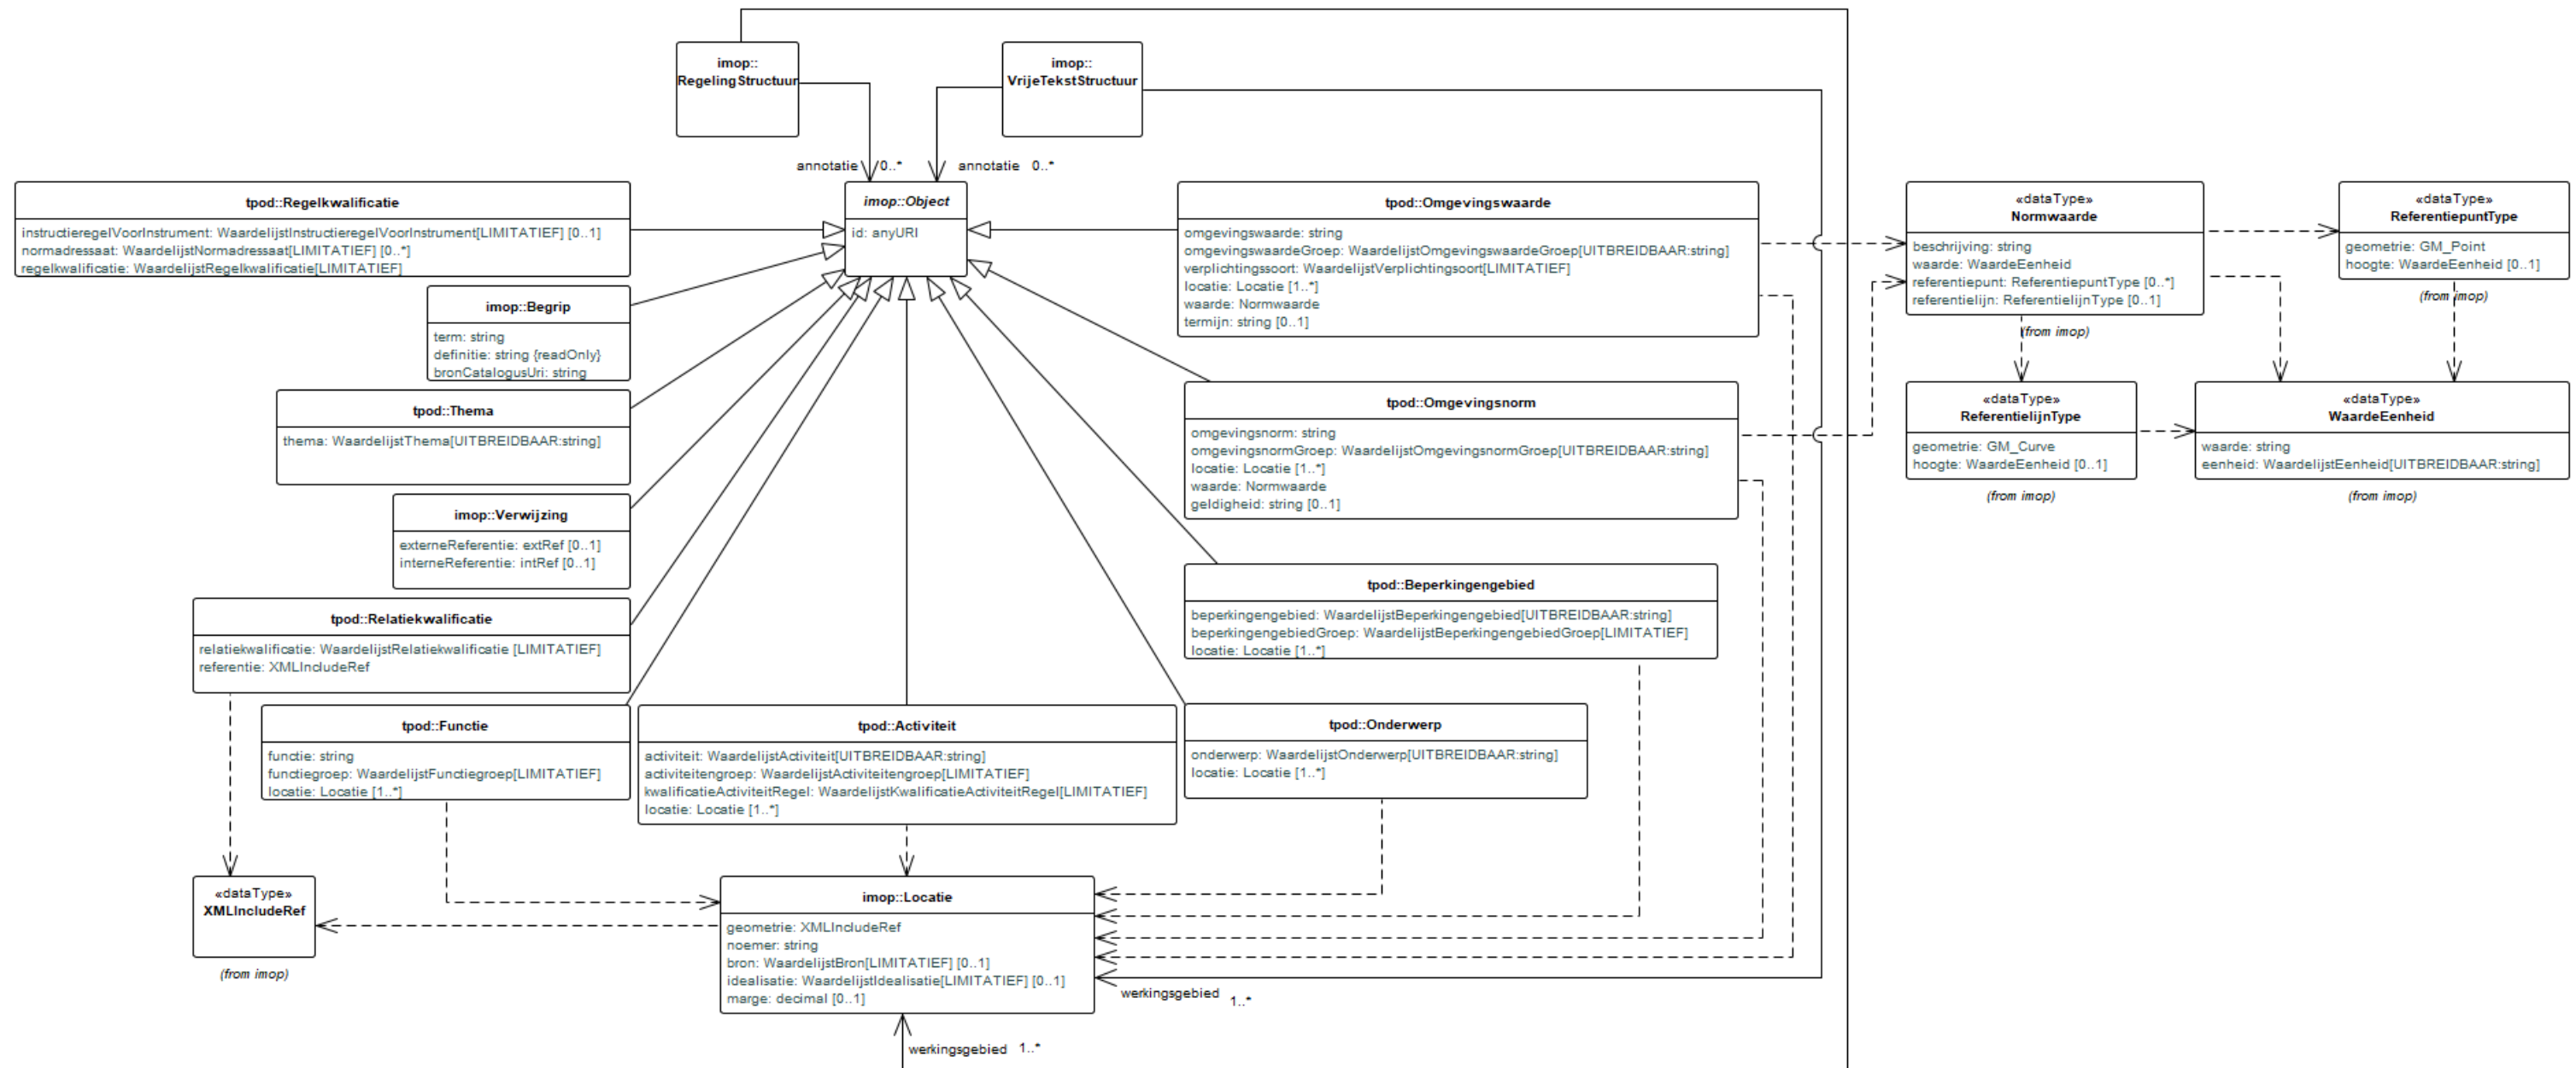 imop::
RegelingStructuur
imop::
VrijeTekstStructuur
annotatie 0..*
annotatie 0..*
tpod::Regelkwalificatie
instructieregelVoorInstrument: WaardelijstInstructieregelVoorInstrument[LIMITATIEF] [0..1]
normadressaat: WaardelijstNormadressaat[LIMITATIEF] [0..*]
regelkwalificatie: WaardelijstRegelkwalificatie[LIMITATIEF]
imop::Object
id: anyURI
tpod::Omgevingswaarde
omgevingswaarde: string
omgevingswaardeGroep: WaardelijstOmgevingswaardeGroep[UITBREIDBAAR:string]
verplichtingssoort: WaardelijstVerplichtingsoort[LIMITATIEF]
locatie: Locatie [1..*]
waarde: Normwaarde
termijn: string [0..1]
«dataType»
Normwaarde
beschrijving: string
waarde: WaardeEenheid
referentiepunt: ReferentiepuntType [0..*]
referentielijn: ReferentielijnType [0..1]
(from imop)
«dataType»
ReferentiepuntType
geometrie: GM_Point
hoogte: WaardeEenheid [0..1]
(from imop)
imop::Begrip
term: string
definitie: string {readOnly}
bronCatalogusUri: string
tpod::Thema
thema: WaardelijstThema[UITBREIDBAAR:string]
tpod::Omgevingsnorm
omgevingsnorm: string
omgevingsnormGroep: WaardelijstOmgevingsnormGroep[UITBREIDBAAR:string]
locatie: Locatie [1..*]
waarde: Normwaarde
geldigheid: string [0..1]
«dataType»
ReferentielijnType
geometrie: GM_Curve
hoogte: WaardeEenheid [0..1]
(from imop)
«dataType»
WaardeEenheid
waarde: string
eenheid: WaardelijstEenheid[UITBREIDBAAR:string]
(from imop)
imop::Verwijzing
externeReferentie: extRef [0..1]
interneReferentie: intRef [0..1]
tpod::Beperkingengebied
beperkingengebied: WaardelijstBeperkingengebied[UITBREIDBAAR:string]
beperkingengebiedGroep: WaardelijstBeperkingengebiedGroep[LIMITATIEF]
locatie: Locatie [1..*]
tpod::Relatiekwalificatie
relatiekwalificatie: WaardelijstRelatiekwalificatie [LIMITATIEF]
referentie: XMLIncludeRef
tpod::Functie
functie: string
functiegroep: WaardelijstFunctiegroep[LIMITATIEF]
locatie: Locatie [1..*]
tpod::Activiteit
activiteit: WaardelijstActiviteit[UITBREIDBAAR:string]
activiteitengroep: WaardelijstActiviteitengroep[LIMITATIEF]
kwalificatieActiviteitRegel: WaardelijstKwalificatieActiviteitRegel[LIMITATIEF]
locatie: Locatie [1..*]
tpod::Onderwerp
onderwerp: WaardelijstOnderwerp[UITBREIDBAAR:string]
locatie: Locatie [1..*]
«dataType»
XMLIncludeRef
(from imop)
imop::Locatie
geometrie: XMLIncludeRef
noemer: string
bron: WaardelijstBron[LIMITATIEF] [0..1]
idealisatie: WaardelijstIdealisatie[LIMITATIEF] [0..1]
marge: decimal [0..1]
werkingsgebied 1..*
werkingsgebied 1..*